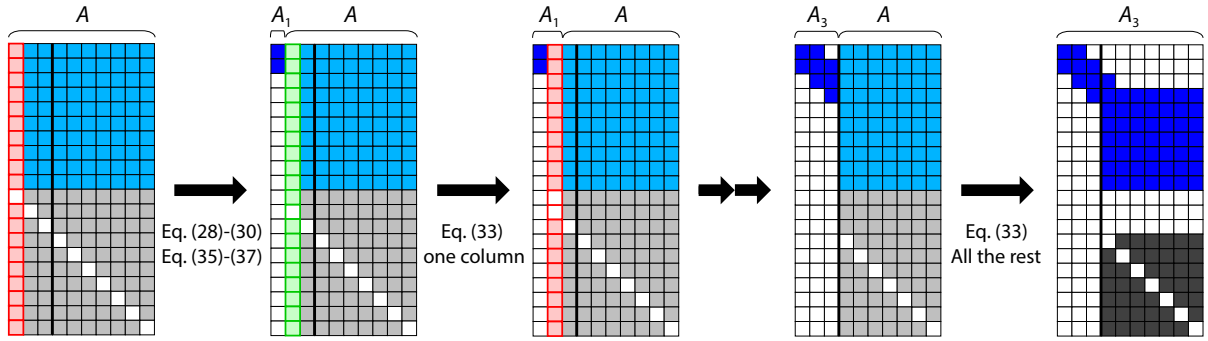 A
A₁ A
A₁ A
A₃ A
A₃
Eq. (28)-(30)
Eq. (35)-(37)
Eq. (33)
one column
Eq. (33)
All the rest